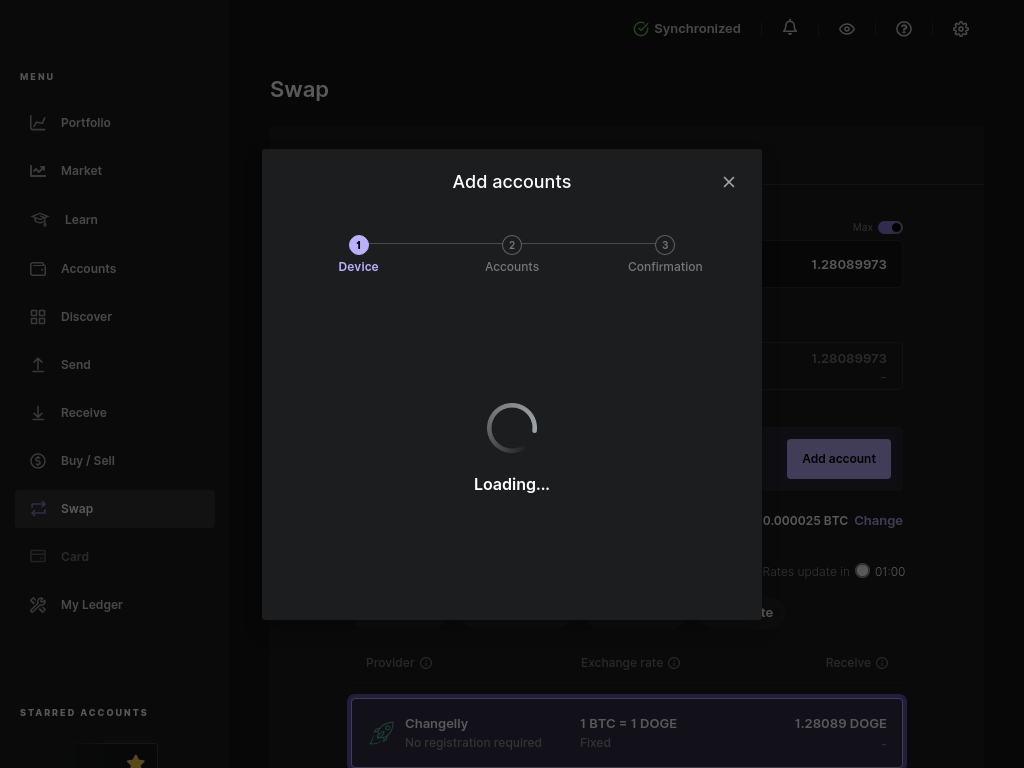 Synchronized
MENU
Portfolio
Market
Learn
Accounts
Discover
Send
Receive
Buy / Sell
Swap
Card
My Ledger
STARRED ACCOUNTS
Swap
Max
1.28089973
1.28089973
-
Add account
0.000025 BTC Change
Rates update in 01:00
Provider Exchange rate Receive
Changelly 1 BTC = 1 DOGE 1.28089 DOGE
No registration required Fixed -
Add accounts
1 2 3
Device Accounts Confirmation
Loading...